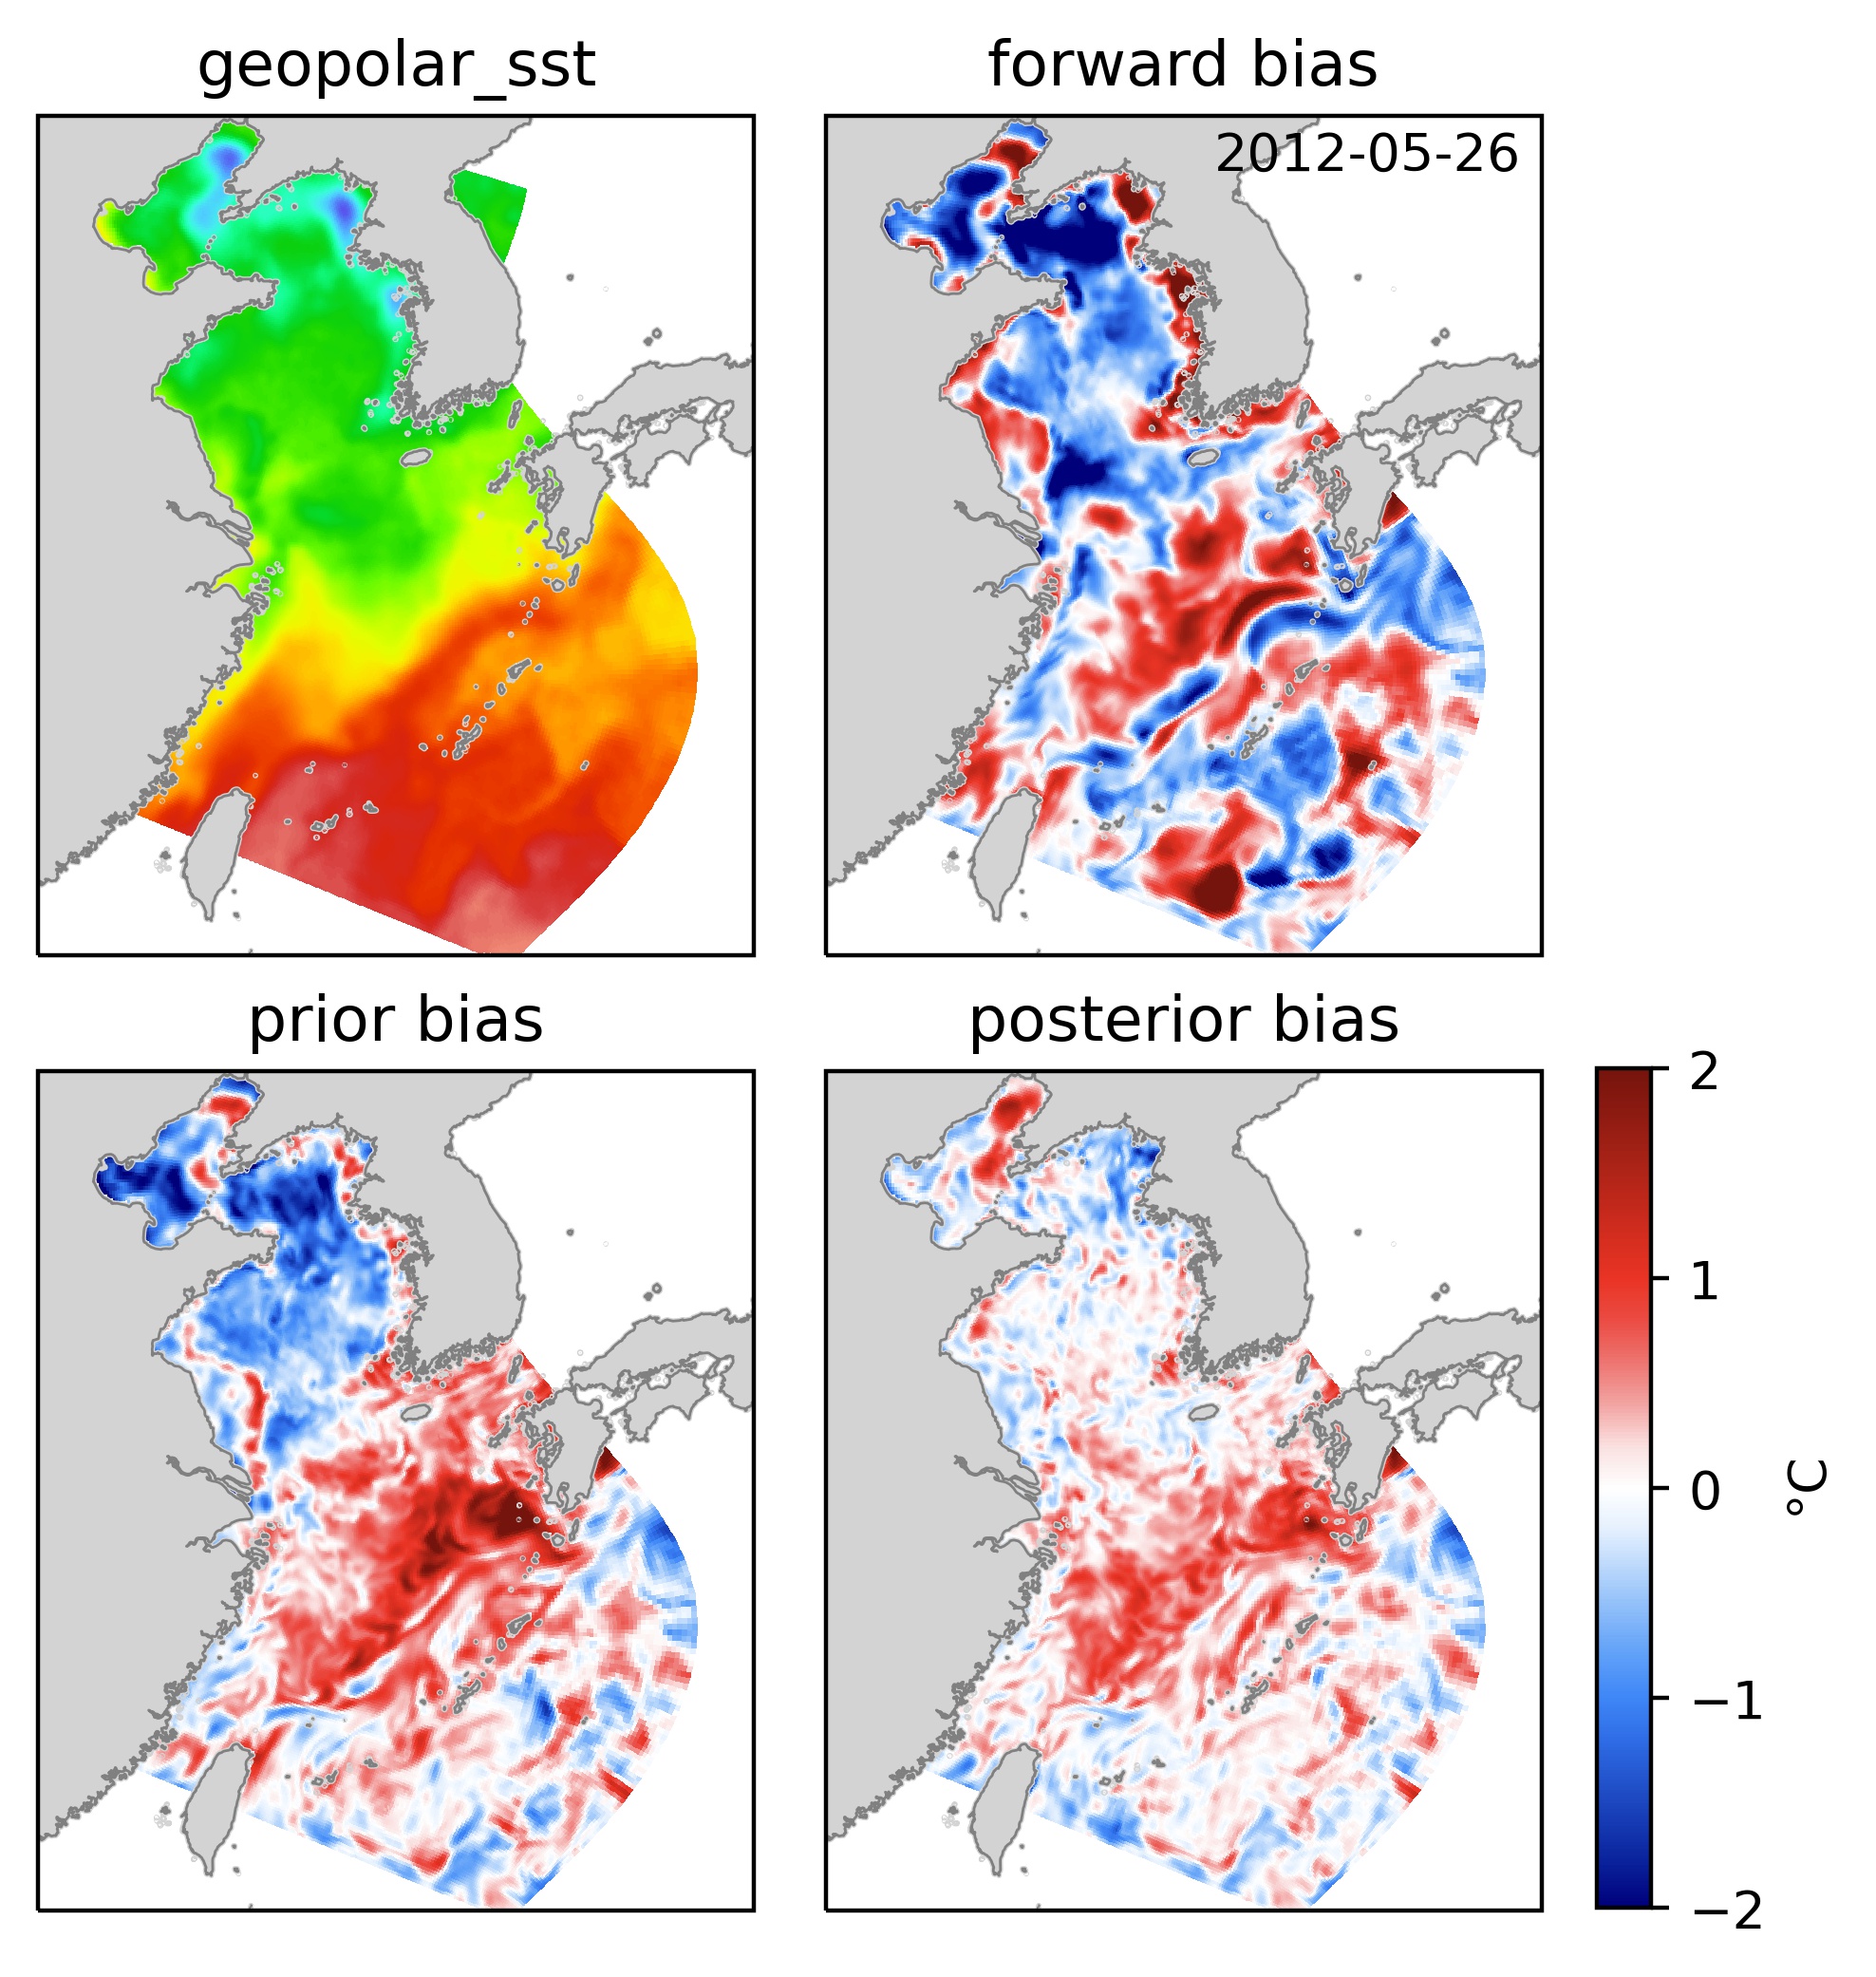 geopolar_sst
forward bias
2012-05-26
prior bias
posterior bias
2
1
0
−1
−2
°C